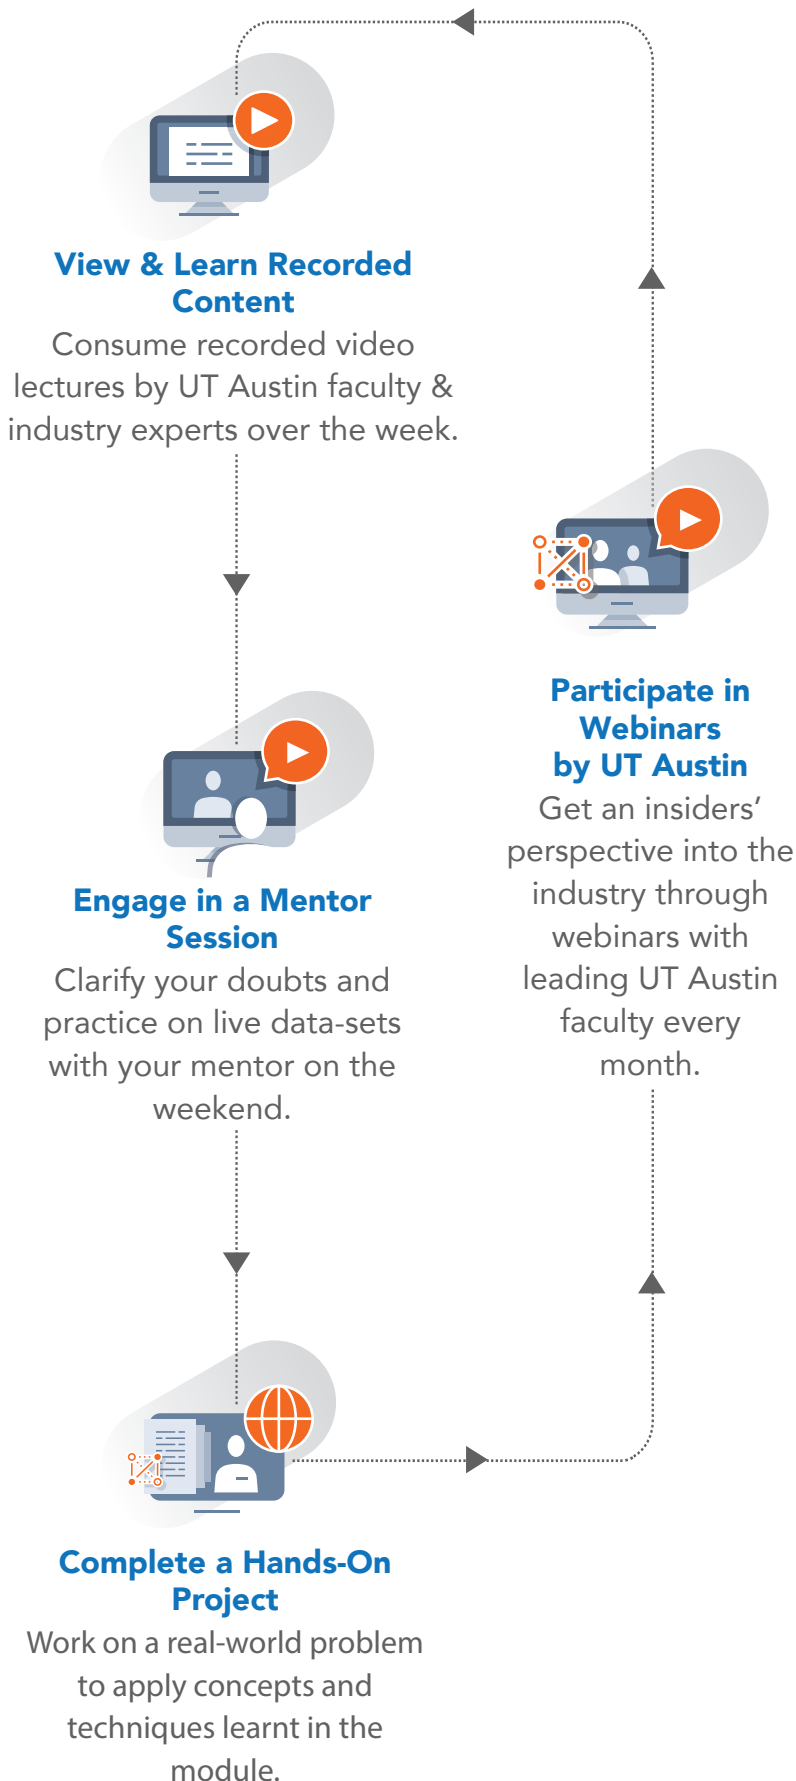 View & Learn Recorded
Content
Consume recorded video
lectures by UT Austin faculty &
industry experts over the week.
Engage in a Mentor
Session
Clarify your doubts and
practice on live data-sets
with your mentor on the
weekend.
Complete a Hands-On
Project
Work on a real-world problem
to apply concepts and
techniques learnt in the
module.
Participate in
Webinars
by UT Austin
Get an insiders’
perspective into the
industry through
webinars with
leading UT Austin
faculty every
month.